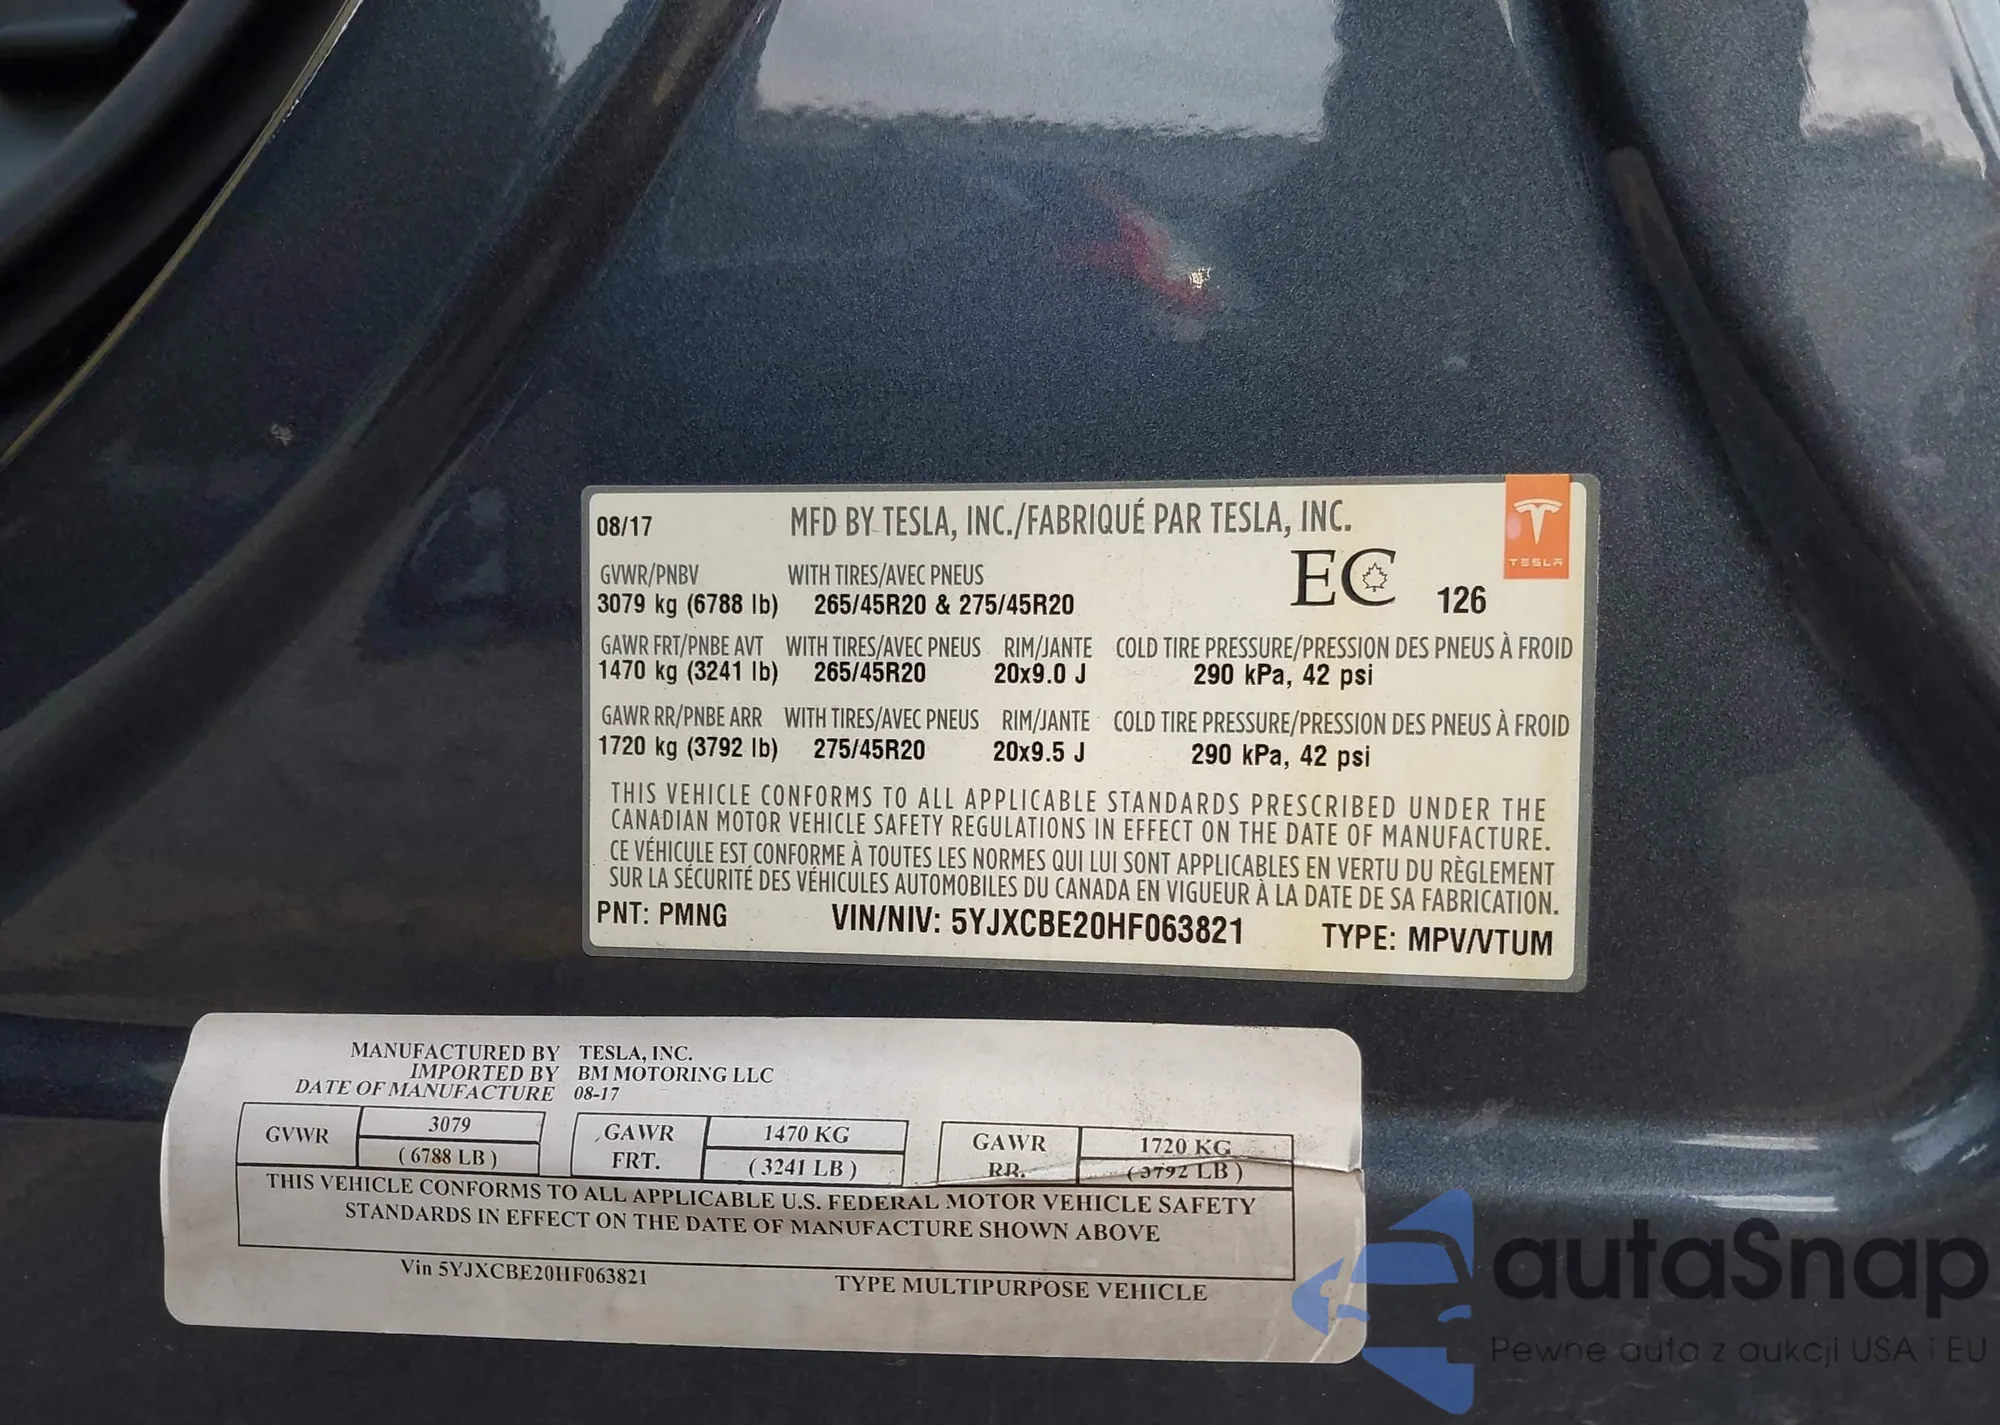 08/17 MFD BY TESLA, INC./FABRIQUÉ PAR TESLA, INC.
TESLA
GVWR/PNBV WITH TIRES/AVEC PNEUS
3079 kg (6788 lb) 265/45R20 & 275/45R20 EC 126
GAWR FRT/PNBE AVT WITH TIRES/AVEC PNEUS RIM/JANTE COLD TIRE PRESSURE/PRESSION DES PNEUS À FROID
1470 kg (3241 lb) 265/45R20 20x9.0 J 290 kPa, 42 psi
GAWR RR/PNBE ARR WITH TIRES/AVEC PNEUS RIM/JANTE COLD TIRE PRESSURE/PRESSION DES PNEUS À FROID
1720 kg (3792 lb) 275/45R20 20x9.5 J 290 kPa, 42 psi
THIS VEHICLE CONFORMS TO ALL APPLICABLE STANDARDS PRESCRIBED UNDER THE
CANADIAN MOTOR VEHICLE SAFETY REGULATIONS IN EFFECT ON THE DATE OF MANUFACTURE.
CE VÉHICULE EST CONFORME À TOUTES LES NORMES QUI LUI SONT APPLICABLES EN VERTU DU RÈGLEMENT
SUR LA SÉCURITÉ DES VÉHICULES AUTOMOBILES DU CANADA EN VIGUEUR À LA DATE DE SA FABRICATION.
PNT: PMNG VIN/NIV: 5YJXCBE20HF063821 TYPE: MPV/VTUM
MANUFACTURED BY TESLA, INC.
IMPORTED BY BM MOTORING LLC
DATE OF MANUFACTURE 08-17
GVWR 3079 (6788 LB) GAWR FRT. 1470 KG (3241 LB) GAWR RR. 1720 KG (3792 LB)
THIS VEHICLE CONFORMS TO ALL APPLICABLE U.S. FEDERAL MOTOR VEHICLE SAFETY
STANDARDS IN EFFECT ON THE DATE OF MANUFACTURE SHOWN ABOVE
Vin 5YJXCBE20HF063821 TYPE MULTIPURPOSE VEHICLE
autaSnap
Pewne auta z aukcji USA i EU